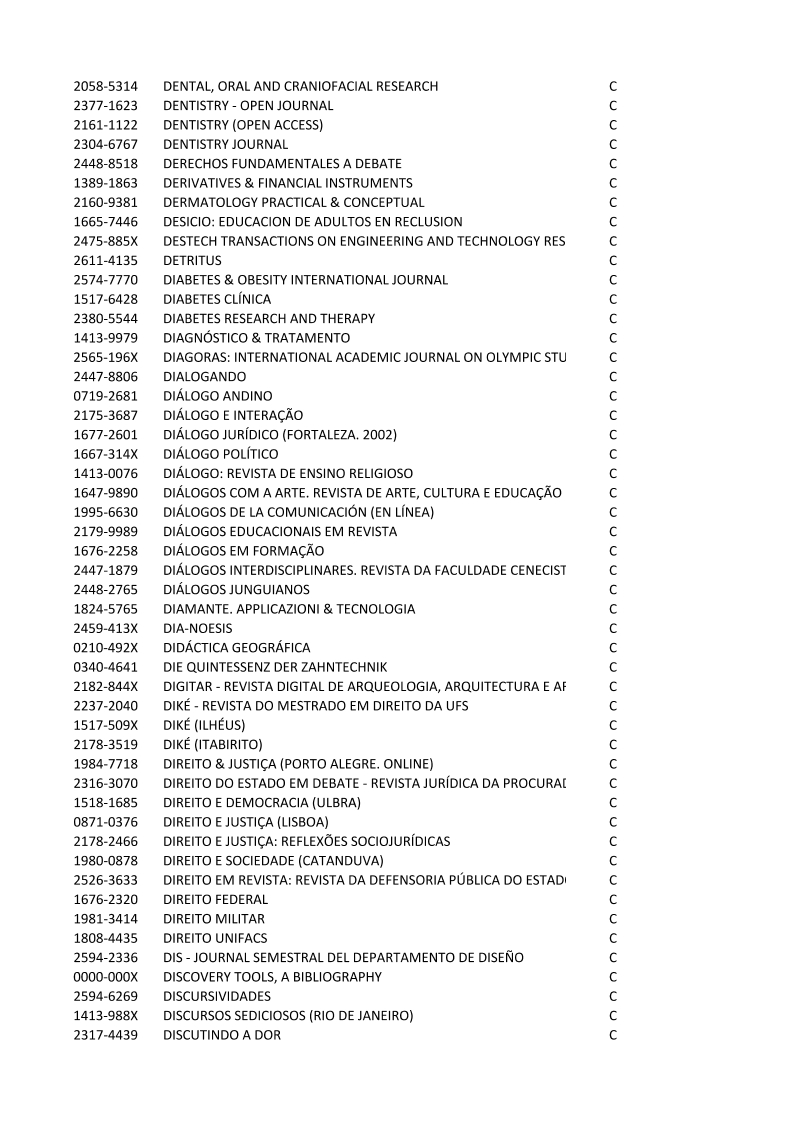 2058-5314 DENTAL, ORAL AND CRANIOFACIAL RESEARCH C
2377-1623 DENTISTRY - OPEN JOURNAL C
2161-1122 DENTISTRY (OPEN ACCESS) C
2304-6767 DENTISTRY JOURNAL C
2448-8518 DERECHOS FUNDAMENTALES A DEBATE C
1389-1863 DERIVATIVES & FINANCIAL INSTRUMENTS C
2160-9381 DERMATOLOGY PRACTICAL & CONCEPTUAL C
1665-7446 DESICIO: EDUCACION DE ADULTOS EN RECLUSION C
2475-885X DESTECH TRANSACTIONS ON ENGINEERING AND TECHNOLOGY RES C
2611-4135 DETRITUS C
2574-7770 DIABETES & OBESITY INTERNATIONAL JOURNAL C
1517-6428 DIABETES CLÍNICA C
2380-5544 DIABETES RESEARCH AND THERAPY C
1413-9979 DIAGNÓSTICO & TRATAMENTO C
2565-196X DIAGORAS: INTERNATIONAL ACADEMIC JOURNAL ON OLYMPIC STU C
2447-8806 DIALOGANDO C
0719-2681 DIÁLOGO ANDINO C
2175-3687 DIÁLOGO E INTERAÇÃO C
1677-2601 DIÁLOGO JURÍDICO (FORTALEZA. 2002) C
1667-314X DIÁLOGO POLÍTICO C
1413-0076 DIÁLOGO: REVISTA DE ENSINO RELIGIOSO C
1647-9890 DIÁLOGOS COM A ARTE. REVISTA DE ARTE, CULTURA E EDUCAÇÃO C
1995-6630 DIÁLOGOS DE LA COMUNICACIÓN (EN LÍNEA) C
2179-9989 DIÁLOGOS EDUCACIONAIS EM REVISTA C
1676-2258 DIÁLOGOS EM FORMAÇÃO C
2447-1879 DIÁLOGOS INTERDISCIPLINARES. REVISTA DA FACULDADE CENECIST C
2448-2765 DIÁLOGOS JUNGUIANOS C
1824-5765 DIAMANTE. APPLICAZIONI & TECNOLOGIA C
2459-413X DIA-NOESIS C
0210-492X DIDÁCTICA GEOGRÁFICA C
0340-4641 DIE QUINTESSENZ DER ZAHNTECHNIK C
2182-844X DIGITAR - REVISTA DIGITAL DE ARQUEOLOGIA, ARQUITECTURA E C
2237-2040 DIKÉ - REVISTA DO MESTRADO EM DIREITO DA UFS C
1517-509X DIKÉ (ILHÉUS) C
2178-3519 DIKÉ (ITABIRITO) C
1984-7718 DIREITO & JUSTIÇA (PORTO ALEGRE. ONLINE) C
2316-3070 DIREITO DO ESTADO EM DEBATE - REVISTA JURÍDICA DA C
1518-1685 DIREITO E DEMOCRACIA (ULBRA) C
0871-0376 DIREITO E JUSTIÇA (LISBOA) C
2178-2466 DIREITO E JUSTIÇA: REFLEXÕES SOCIOJURÍDICAS C
1980-0878 DIREITO E SOCIEDADE (CATANDUVA) C
2526-3633 DIREITO EM REVISTA: REVISTA DA DEFENSORIA PÚBLICA DO C
1676-2320 DIREITO FEDERAL C
1981-3414 DIREITO MILITAR C
1808-4435 DIREITO UNIFACS C
2594-2336 DIS - JOURNAL SEMESTRAL DEL DEPARTAMENTO DE DISEÑO C
0000-000X DISCOVERY TOOLS, A BIBLIOGRAPHY C
2594-6269 DISCURSIVIDADES C
1413-988X DISCURSOS SEDICIOSOS (RIO DE JANEIRO) C
2317-4439 DISCUTINDO A DOR C